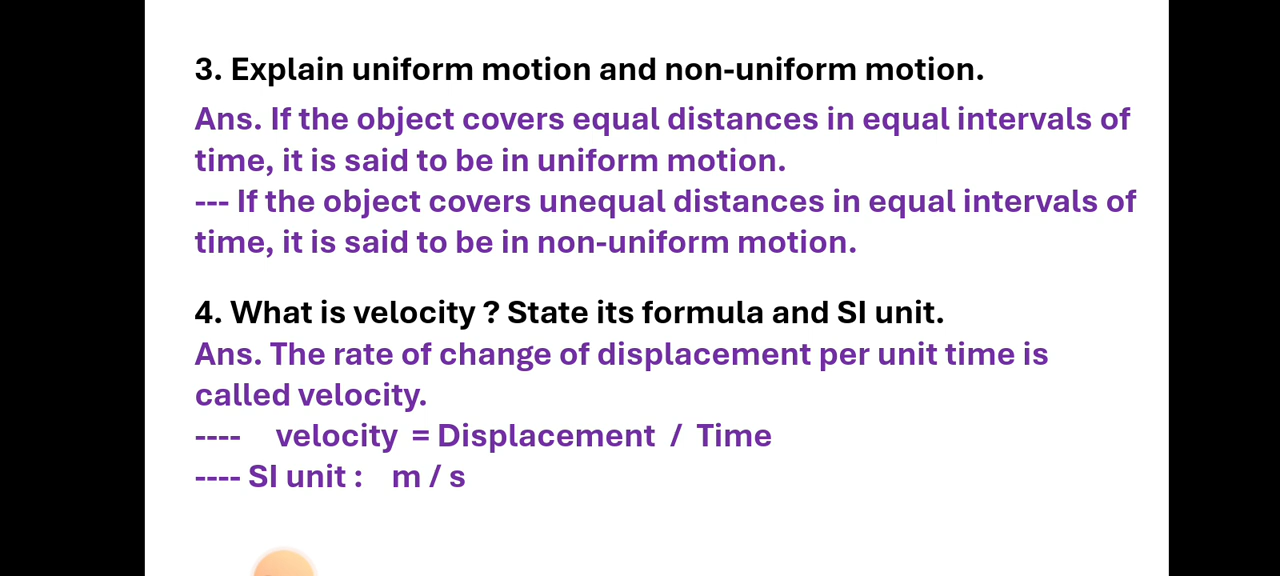 3. Explain uniform motion and non-uniform motion.
Ans. If the object covers equal distances in equal intervals of
time, it is said to be in uniform motion.
--- If the object covers unequal distances in equal intervals of
time, it is said to be in non-uniform motion.
4. What is velocity ? State its formula and SI unit.
Ans. The rate of change of displacement per unit time is
called velocity.
---- velocity = Displacement / Time
---- SI unit : m / s